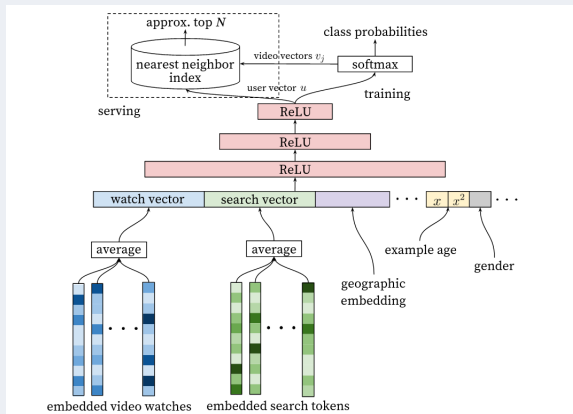 approx. top N
class probabilities
nearest neighbor
index
video vectors v_j
softmax
user vector u
serving
training
ReLU
ReLU
ReLU
watch vector
search vector
...
x
x²
...
average
average
example age
gender
geographic
embedding
...
...
embedded video watches
embedded search tokens